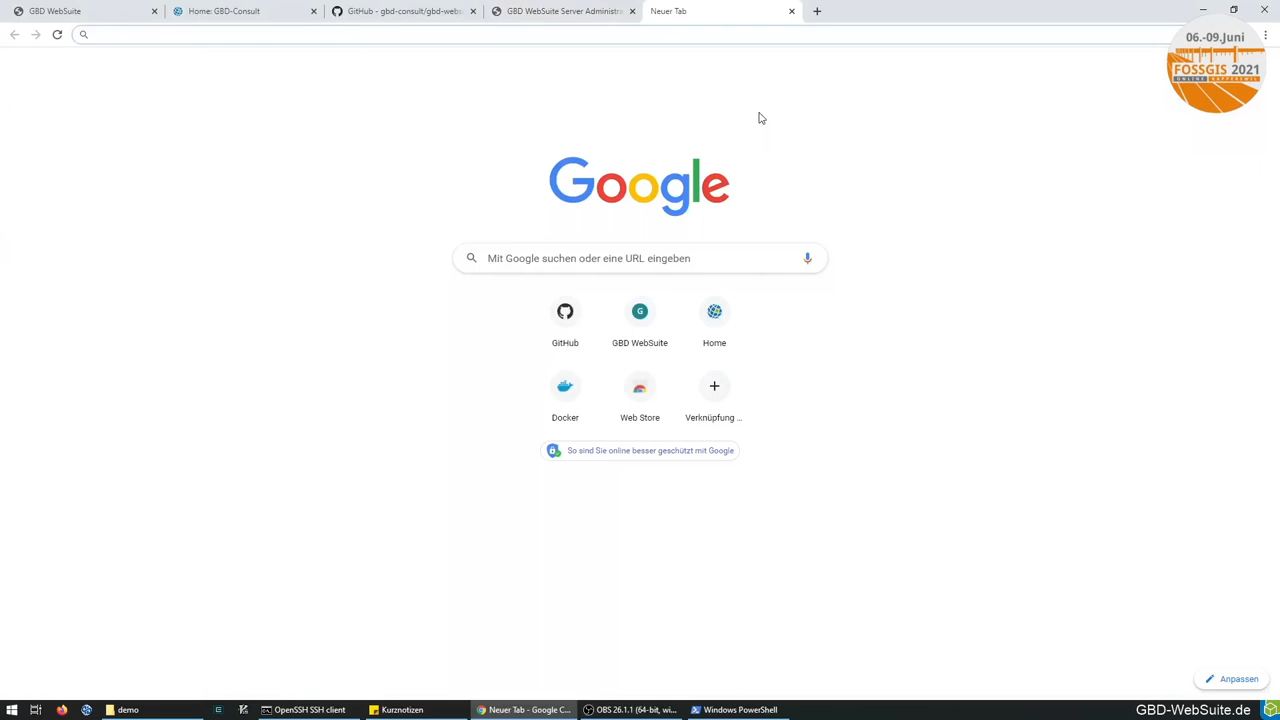 GBD WebSuite
Home: GBD-Consult
GitHub - gbd-consult/gbd-webs
GBD WebSuite Server Administra
Neuer Tab
06.-09.Juni
FOSSGIS 2021
ONLINE RAPPERSWIL
Google
Mit Google suchen oder eine URL eingeben
G
GitHub
GBD WebSuite
Home
Docker
Web Store
Verknüpfung ...
So sind Sie online besser geschützt mit Google
Anpassen
demo
OpenSSH SSH client
Kurznotizen
Neuer Tab - Google C...
OBS 26.1.1 (64-bit, wi...
Windows PowerShell
GBD-WebSuite.de